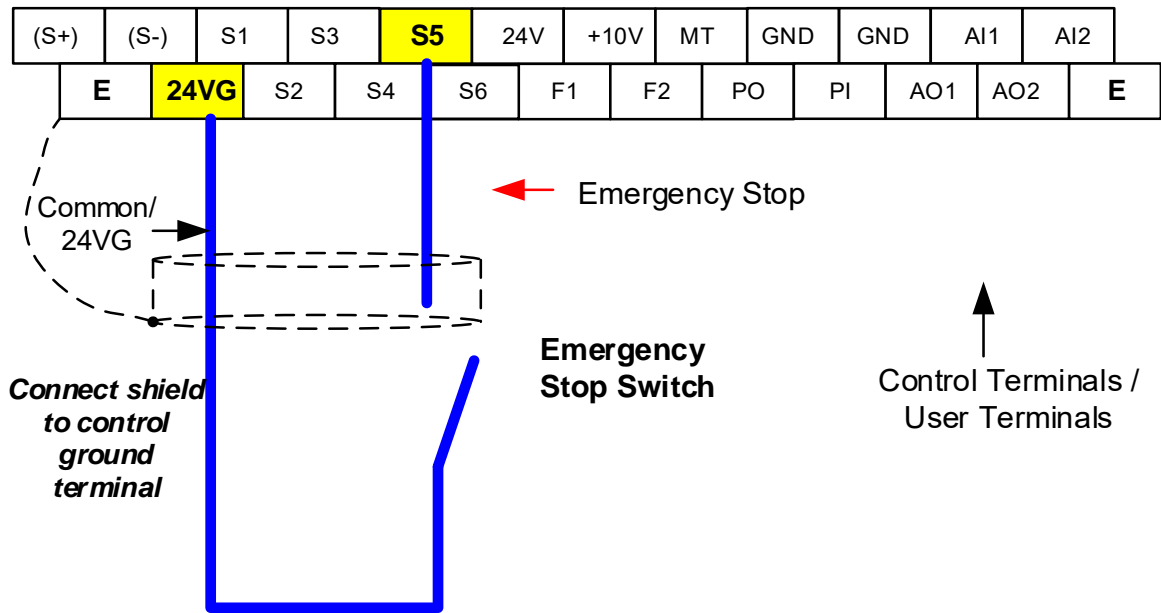 (S+) (S-) S1 S3 S5 24V +10V MT GND GND AI1 AI2
E 24VG S2 S4 S6 F1 F2 PO PI AO1 AO2 E
Emergency Stop
Common/
24VG
Emergency
Stop Switch
Connect shield
to control
ground
terminal
Control Terminals /
User Terminals